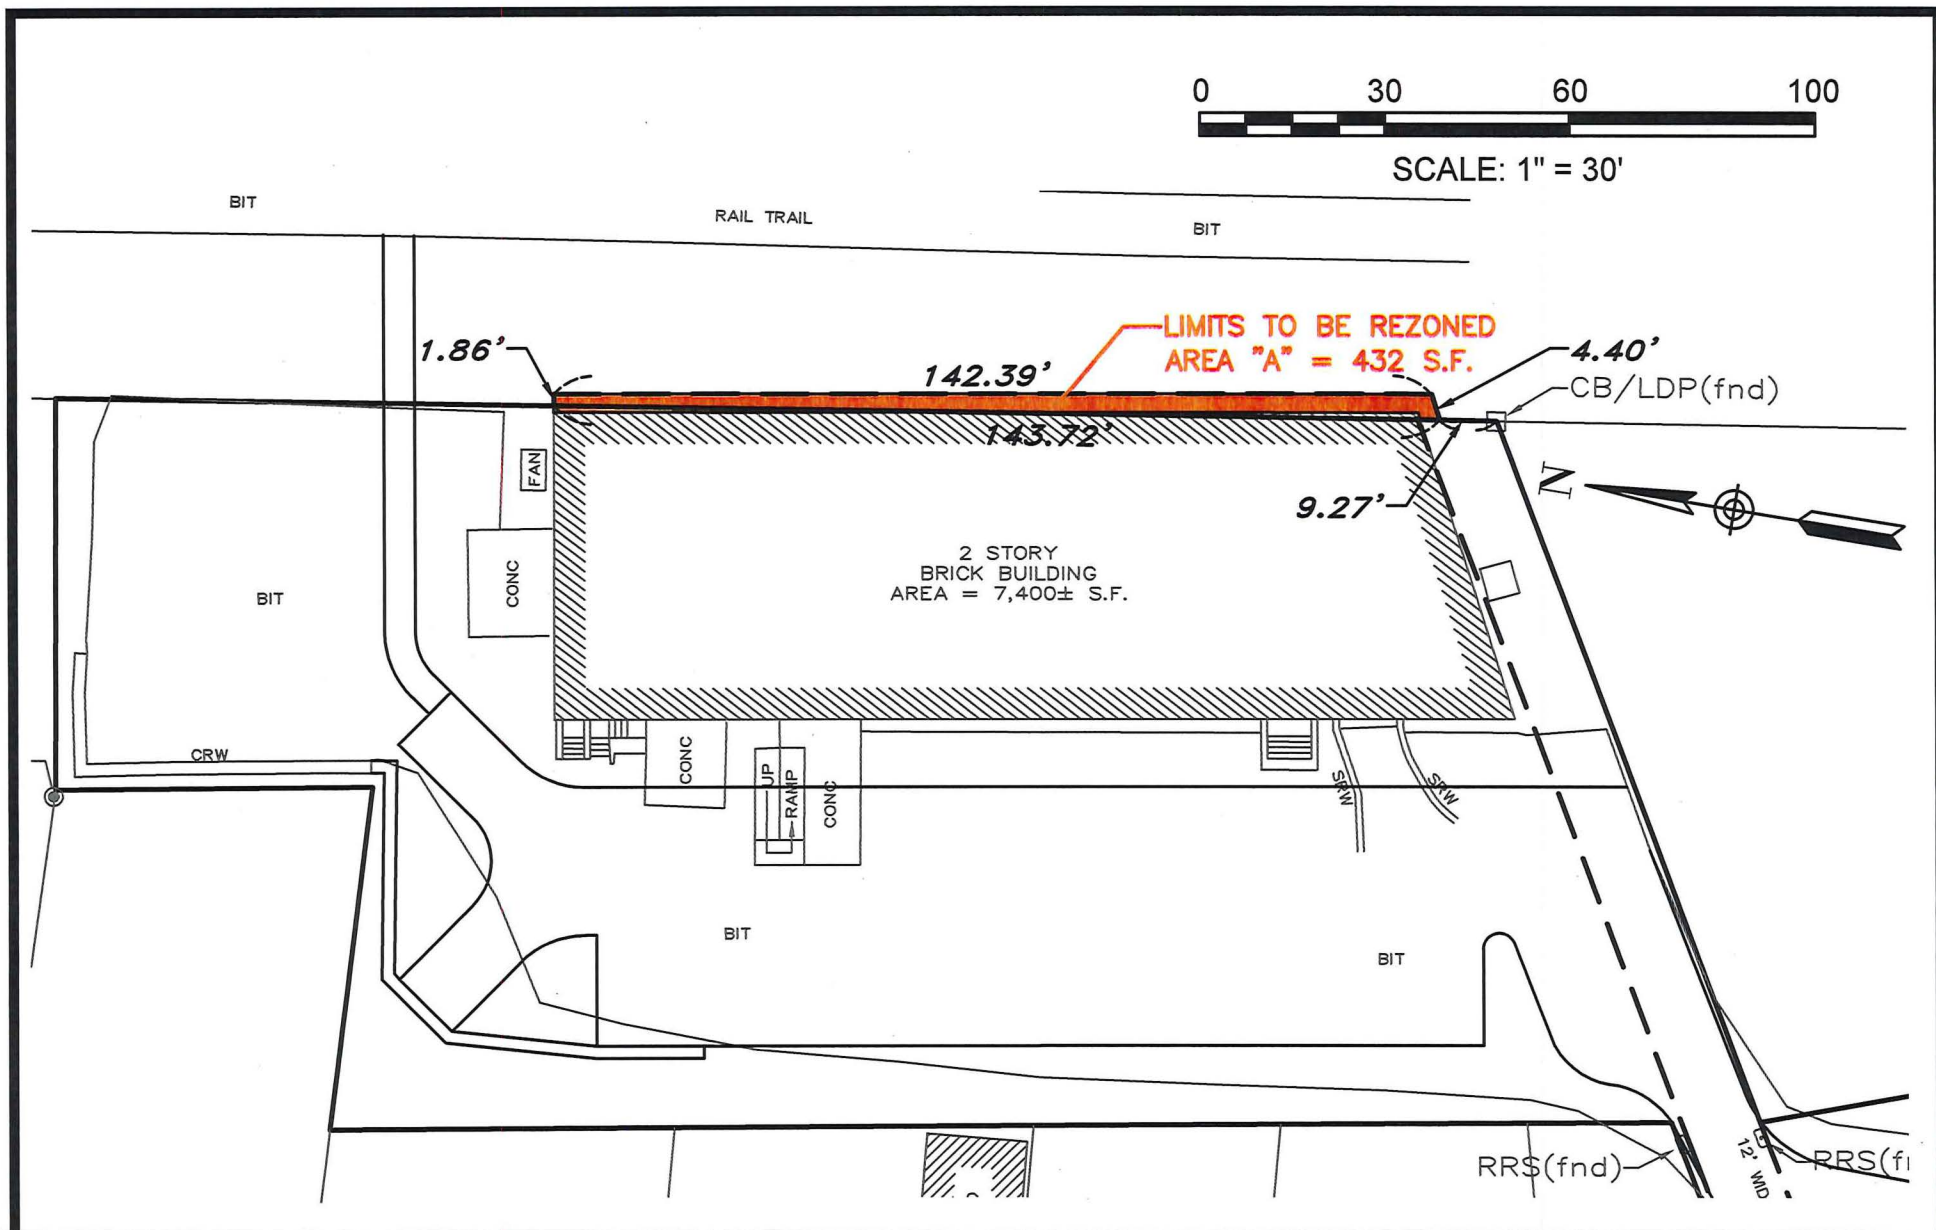 0 30 60 100
SCALE: 1" = 30'
BIT
RAIL TRAIL
BIT
LIMITS TO BE REZONED
AREA "A" = 432 S.F.
1.86'
142.39'
4.40'
CB/LDP(fnd)
143.72'
9.27'
N
FAN
2 STORY
BRICK BUILDING
AREA = 7,400± S.F.
CONC
BIT
CRW
CONC
UP
RAMP
CONC
SRW
SRW
BIT
BIT
RRS(fnd)
12' WID
RRS(f